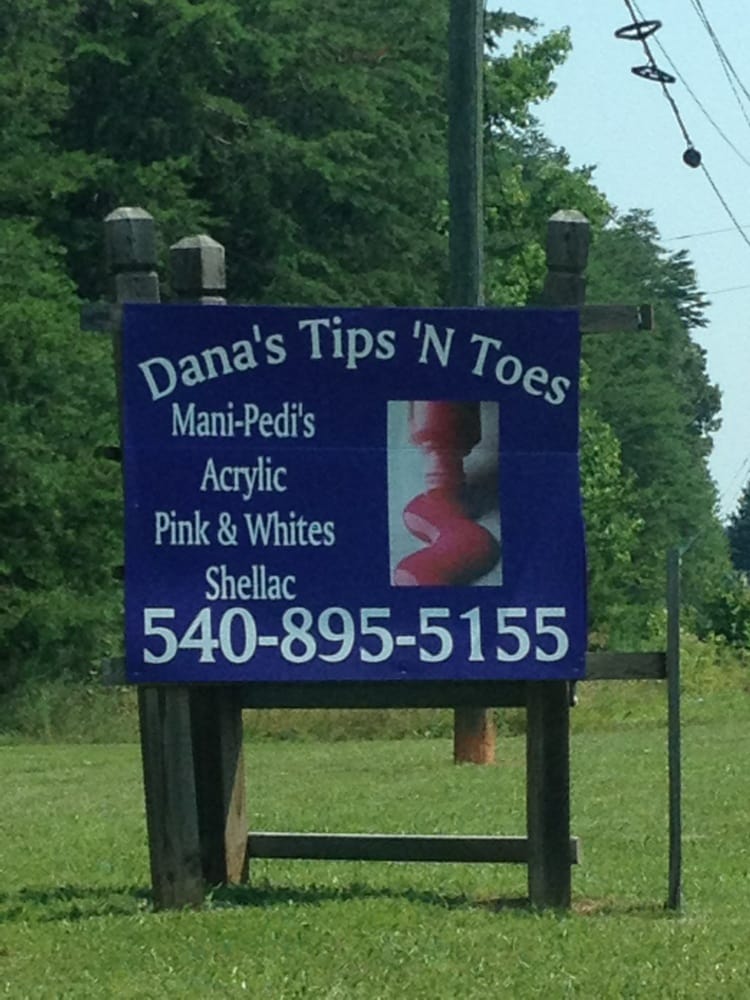 Dana's Tips 'N Toes
Mani-Pedi's
Acrylic
Pink & Whites
Shellac
540-895-5155